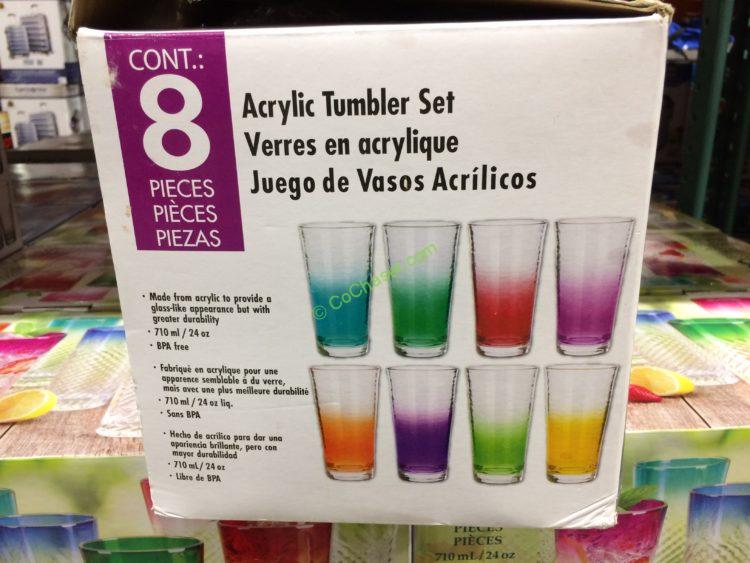 CONT.:
8
PIECES
PIÈCES
PIEZAS
Acrylic Tumbler Set
Verres en acrylique
Juego de Vasos Acrílicos
• Made from acrylic to provide a
glass-like appearance but with
greater durability
• 710 ml / 24 oz
• BPA free
• Fabriqué en acrylique pour une
apparence semblable à du verre,
mais avec une plus meilleure durabilité
• 710 ml / 24 oz liq.
• Sans BPA
• Hecho de acrilico para dar una
apariencia brillante, pero con
mayor durabilidad
• 710 mL/ 24 oz
• Libre de BPA
© CoChaser.com
PIECES
PIÈCES
710 mL / 24 oz